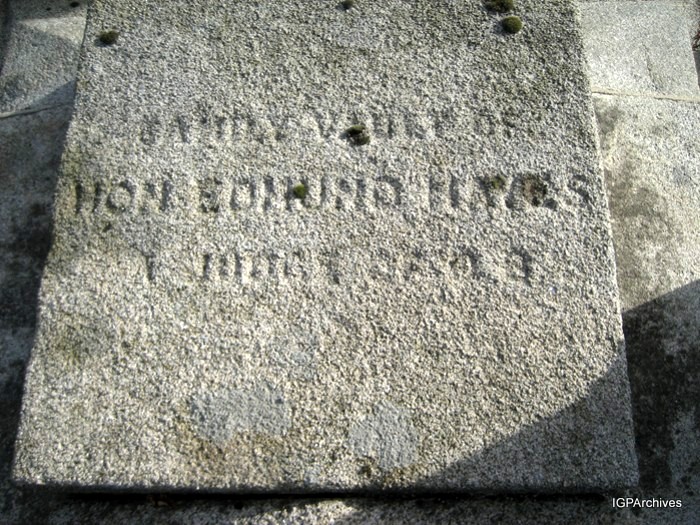 FAMILY VAULT OF
HON. EDMUND HAYES
IGPArchives